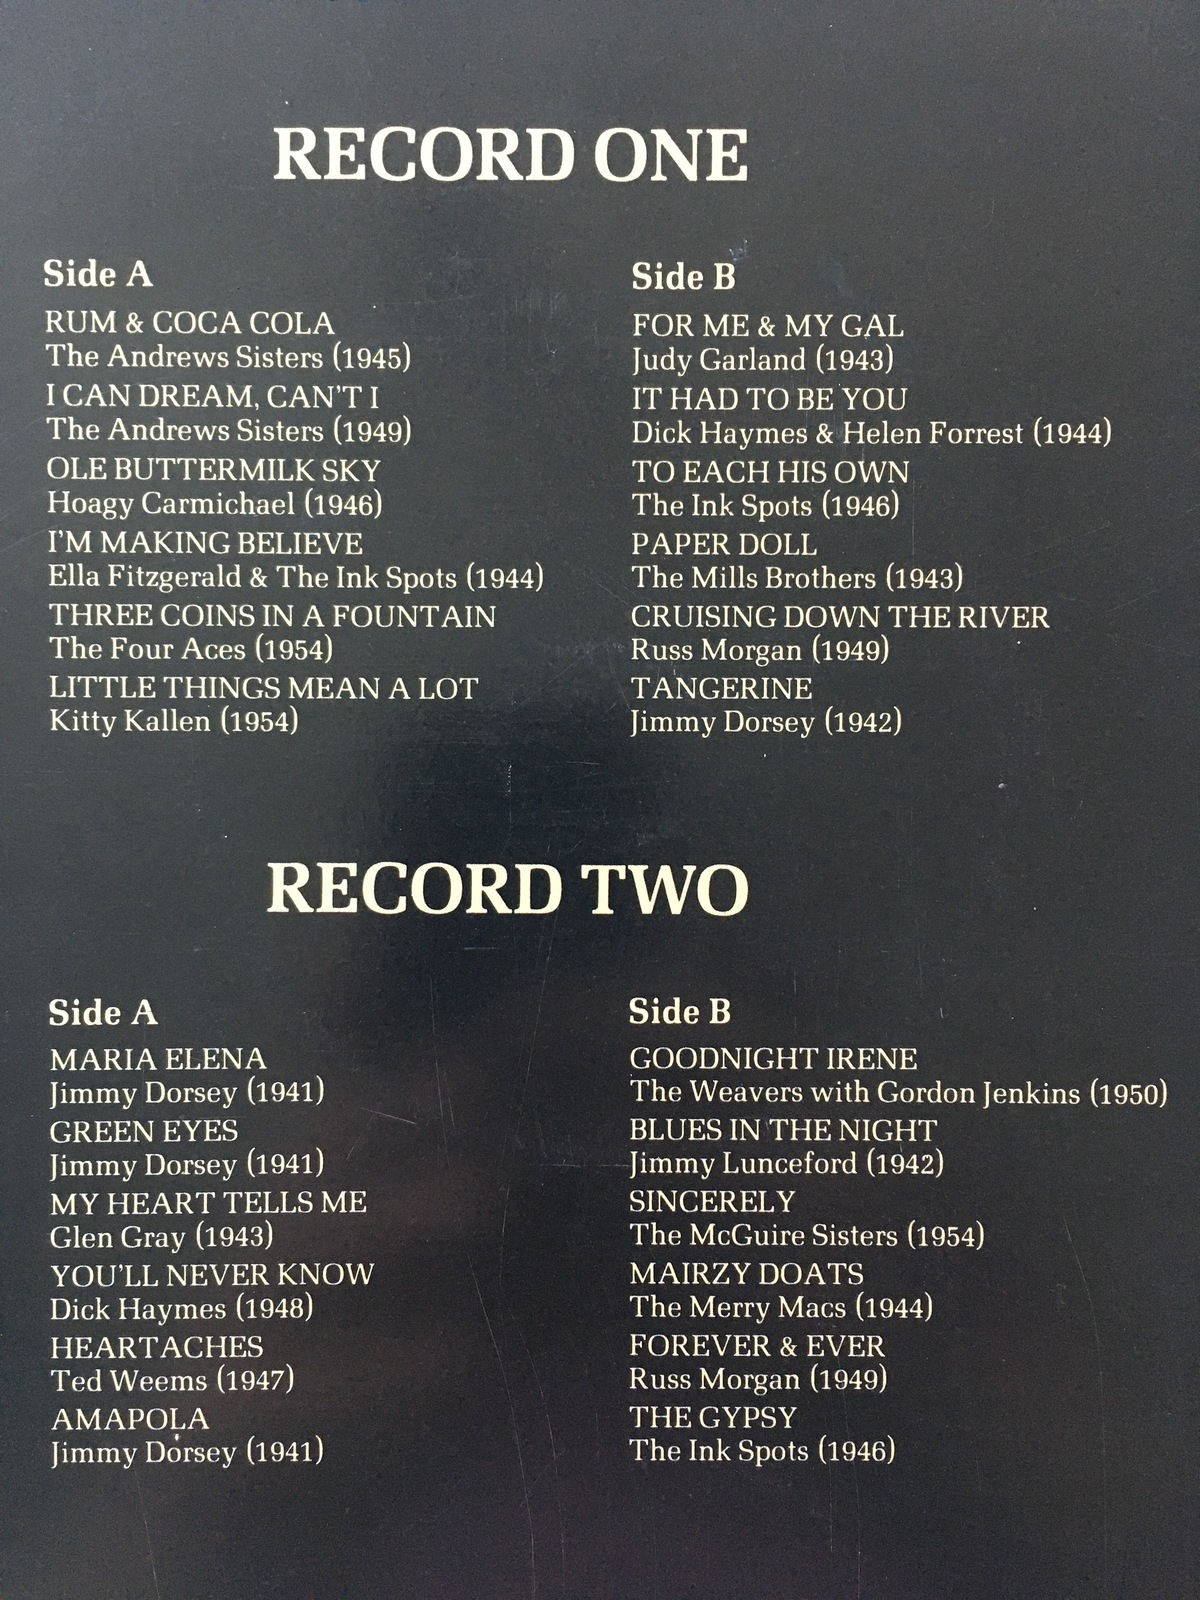 RECORD ONE
Side A
RUM & COCA COLA
The Andrews Sisters (1945)
I CAN DREAM, CAN'T I
The Andrews Sisters (1949)
OLE BUTTERMILK SKY
Hoagy Carmichael (1946)
I'M MAKING BELIEVE
Ella Fitzgerald & The Ink Spots (1944)
THREE COINS IN A FOUNTAIN
The Four Aces (1954)
LITTLE THINGS MEAN A LOT
Kitty Kallen (1954)
Side B
FOR ME & MY GAL
Judy Garland (1943)
IT HAD TO BE YOU
Dick Haymes & Helen Forrest (1944)
TO EACH HIS OWN
The Ink Spots (1946)
PAPER DOLL
The Mills Brothers (1943)
CRUISING DOWN THE RIVER
Russ Morgan (1949)
TANGERINE
Jimmy Dorsey (1942)
RECORD TWO
Side A
MARIA ELENA
Jimmy Dorsey (1941)
GREEN EYES
Jimmy Dorsey (1941)
MY HEART TELLS ME
Glen Gray (1943)
YOU'LL NEVER KNOW
Dick Haymes (1948)
HEARTACHES
Ted Weems (1947)
AMAPOLA
Jimmy Dorsey (1941)
Side B
GOODNIGHT IRENE
The Weavers with Gordon Jenkins (1950)
BLUES IN THE NIGHT
Jimmy Lunceford (1942)
SINCERELY
The McGuire Sisters (1954)
MAIRZY DOATS
The Merry Macs (1944)
FOREVER & EVER
Russ Morgan (1949)
THE GYPSY
The Ink Spots (1946)